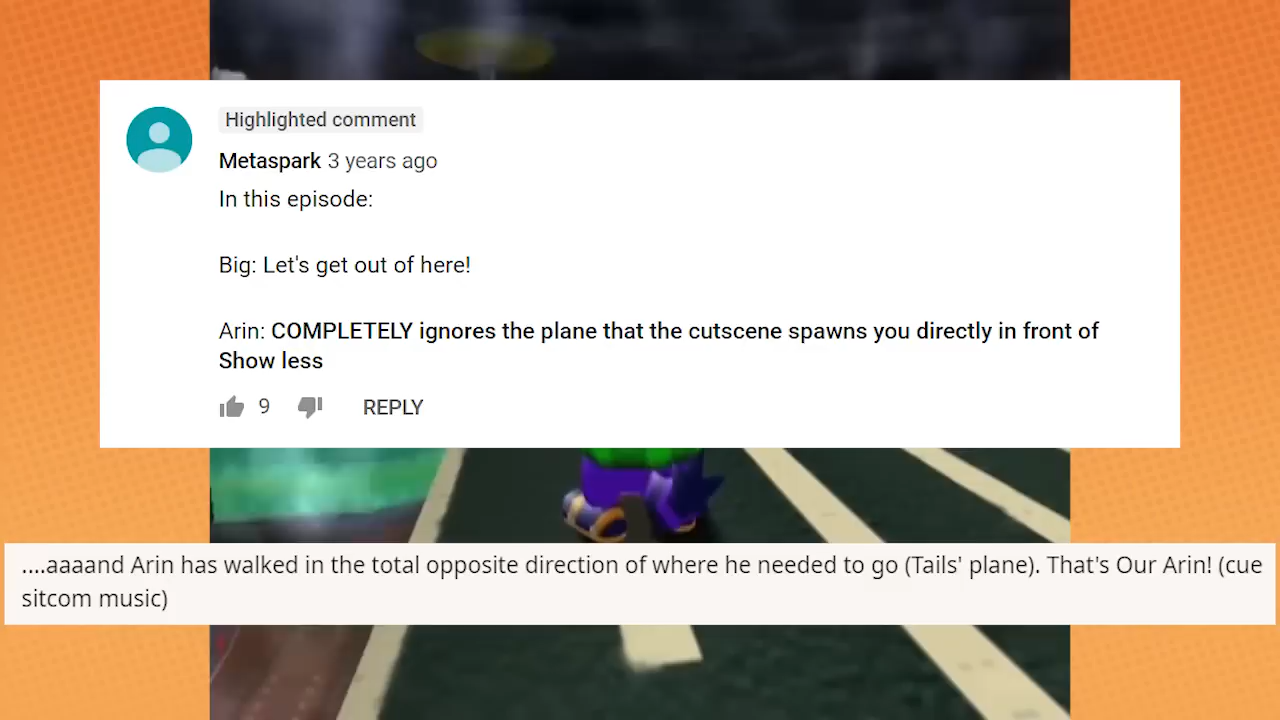 Highlighted comment
Metaspark 3 years ago
In this episode:
Big: Let's get out of here!
Arin: COMPLETELY ignores the plane that the cutscene spawns you directly in front of
Show less
9 REPLY
....aaaand Arin has walked in the total opposite direction of where he needed to go (Tails' plane). That's Our Arin! (cue
sitcom music)